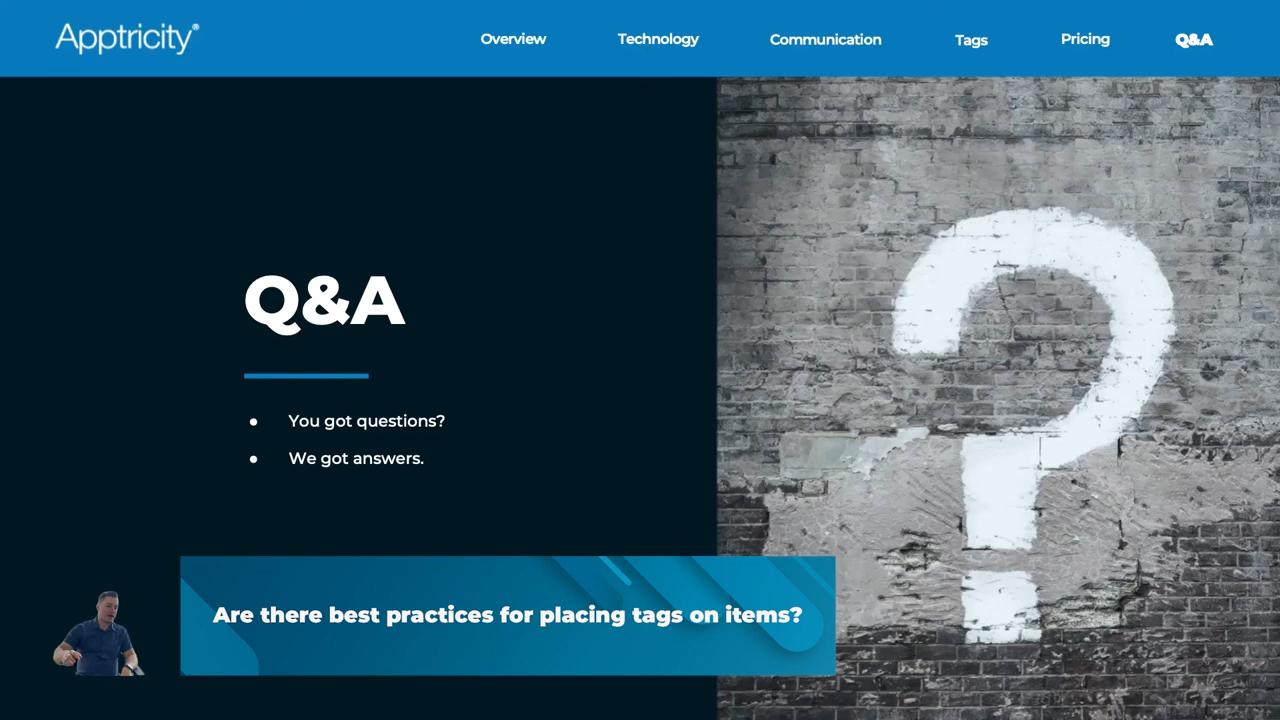 Apptricity®
Overview Technology Communication Tags Pricing Q&A
Q&A
● You got questions?
● We got answers.
Are there best practices for placing tags on items?
?